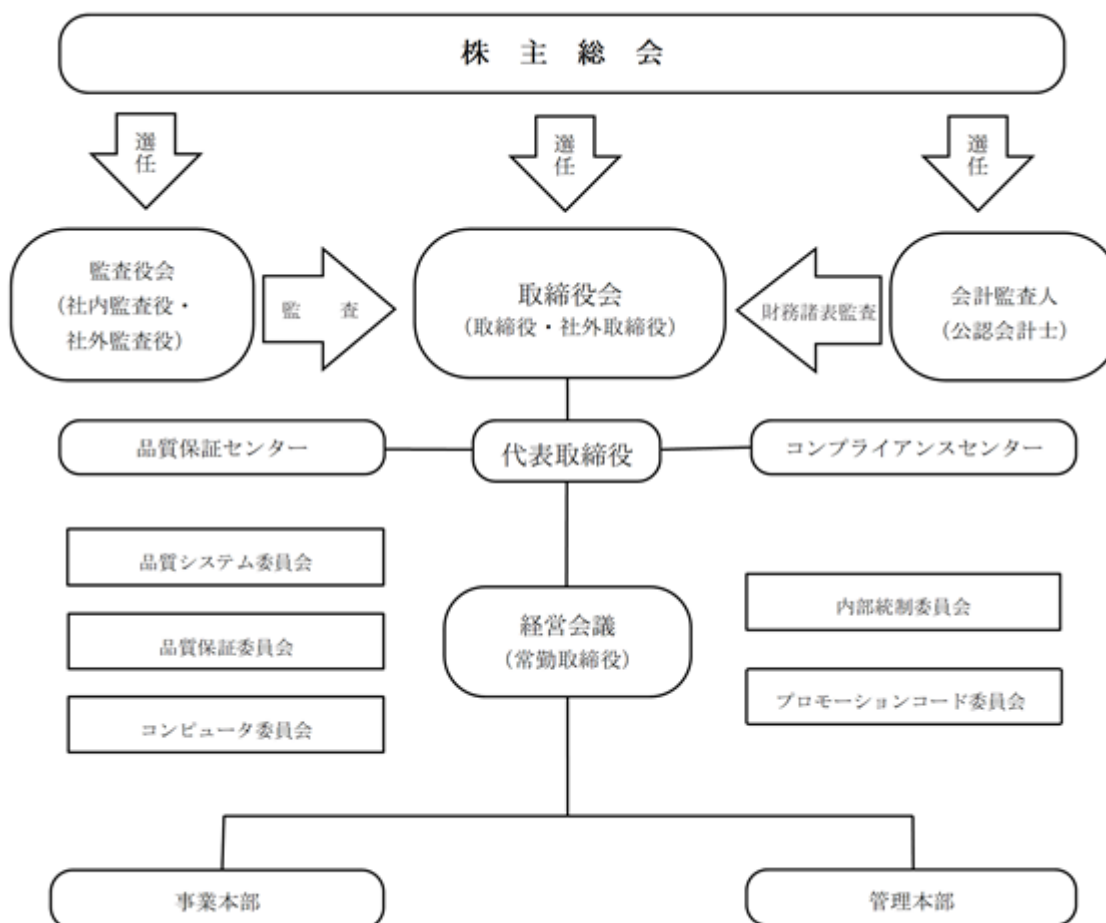 株主総会
選任
選任
選任
監査役会
(社内監査役・
社外監査役)
監査
取締役会
(取締役・社外取締役)
財務諸表監査
会計監査人
(公認会計士)
品質保証センター
代表取締役
コンプライアンスセンター
品質システム委員会
品質保証委員会
コンピュータ委員会
経営会議
(常勤取締役)
内部統制委員会
プロモーションコード委員会
事業本部
管理本部